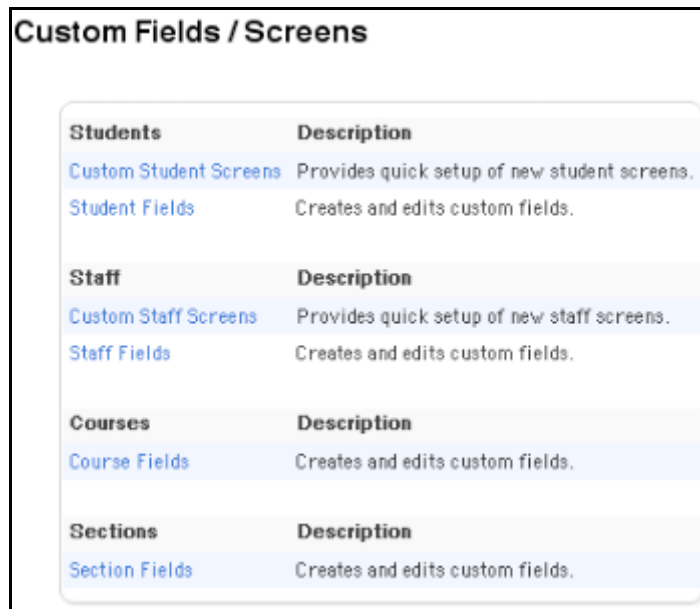 Custom Fields / Screens
Students Description
Custom Student Screens Provides quick setup of new student screens.
Student Fields Creates and edits custom fields.
Staff Description
Custom Staff Screens Provides quick setup of new staff screens.
Staff Fields Creates and edits custom fields.
Courses Description
Course Fields Creates and edits custom fields.
Sections Description
Section Fields Creates and edits custom fields.